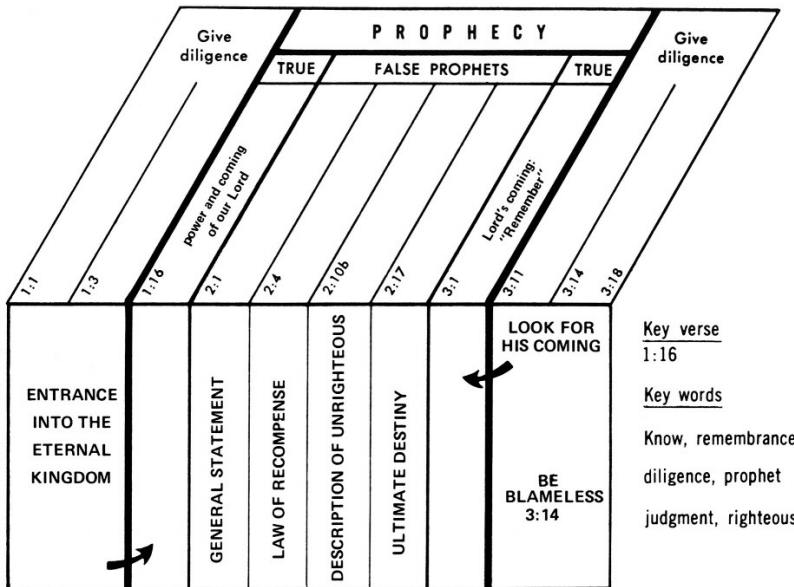 PROPHECY
Give
diligence
Give
diligence
TRUE
FALSE PROPHETS
TRUE
power and coming
of our Lord
Lord's coming:
"Remember"
1:1
1:3
1:16
2:1
2:4
2:10b
2:17
3:1
3:11
3:14
3:18
ENTRANCE
INTO THE
ETERNAL
KINGDOM
GENERAL STATEMENT
LAW OF RECOMPENSE
DESCRIPTION OF UNRIGHTEOUS
ULTIMATE DESTINY
LOOK FOR
HIS COMING
BE
BLAMELESS
3:14
Key verse
1:16
Key words
Know, remembrance
diligence, prophet
judgment, righteous